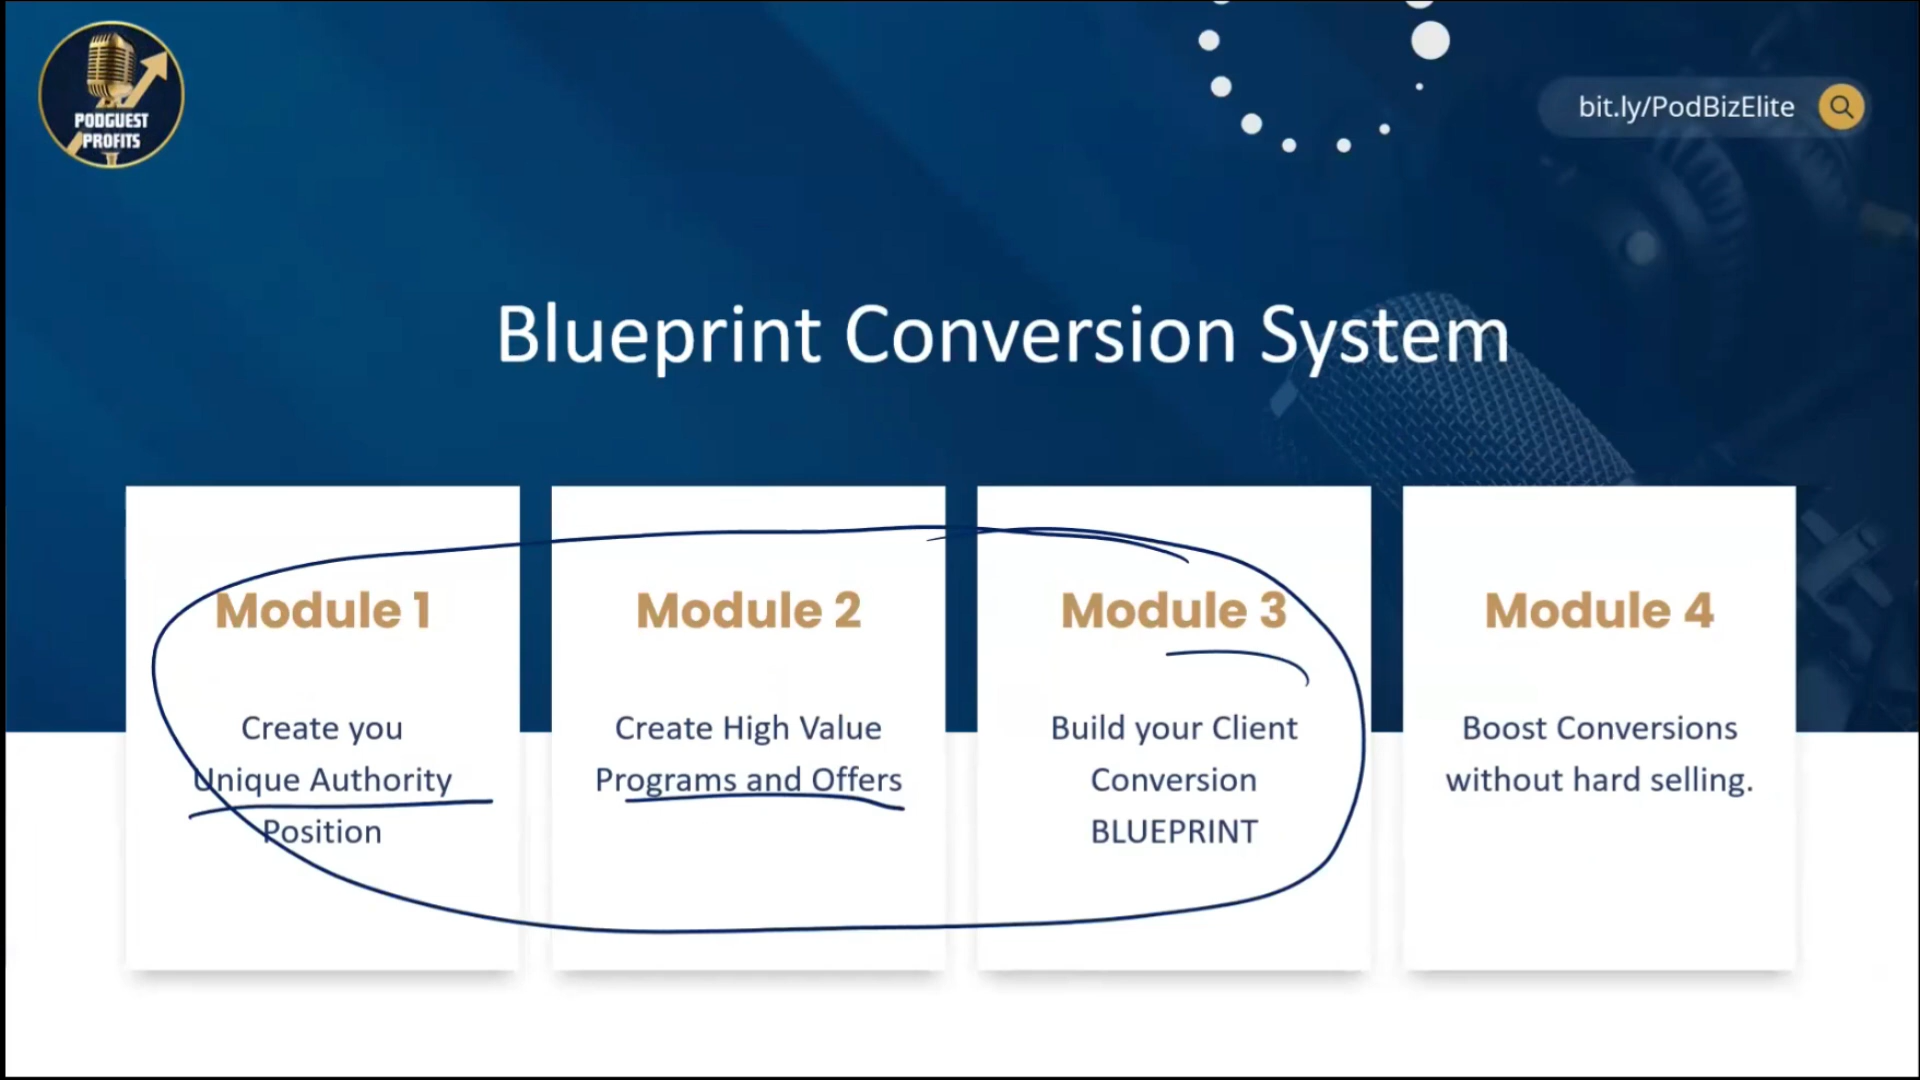 PODGUEST
PROFITS
bit.ly/PodBizElite
Blueprint Conversion System
Module 1
Create you
Unique Authority
Position
Module 2
Create High Value
Programs and Offers
Module 3
Build your Client
Conversion
BLUEPRINT
Module 4
Boost Conversions
without hard selling.